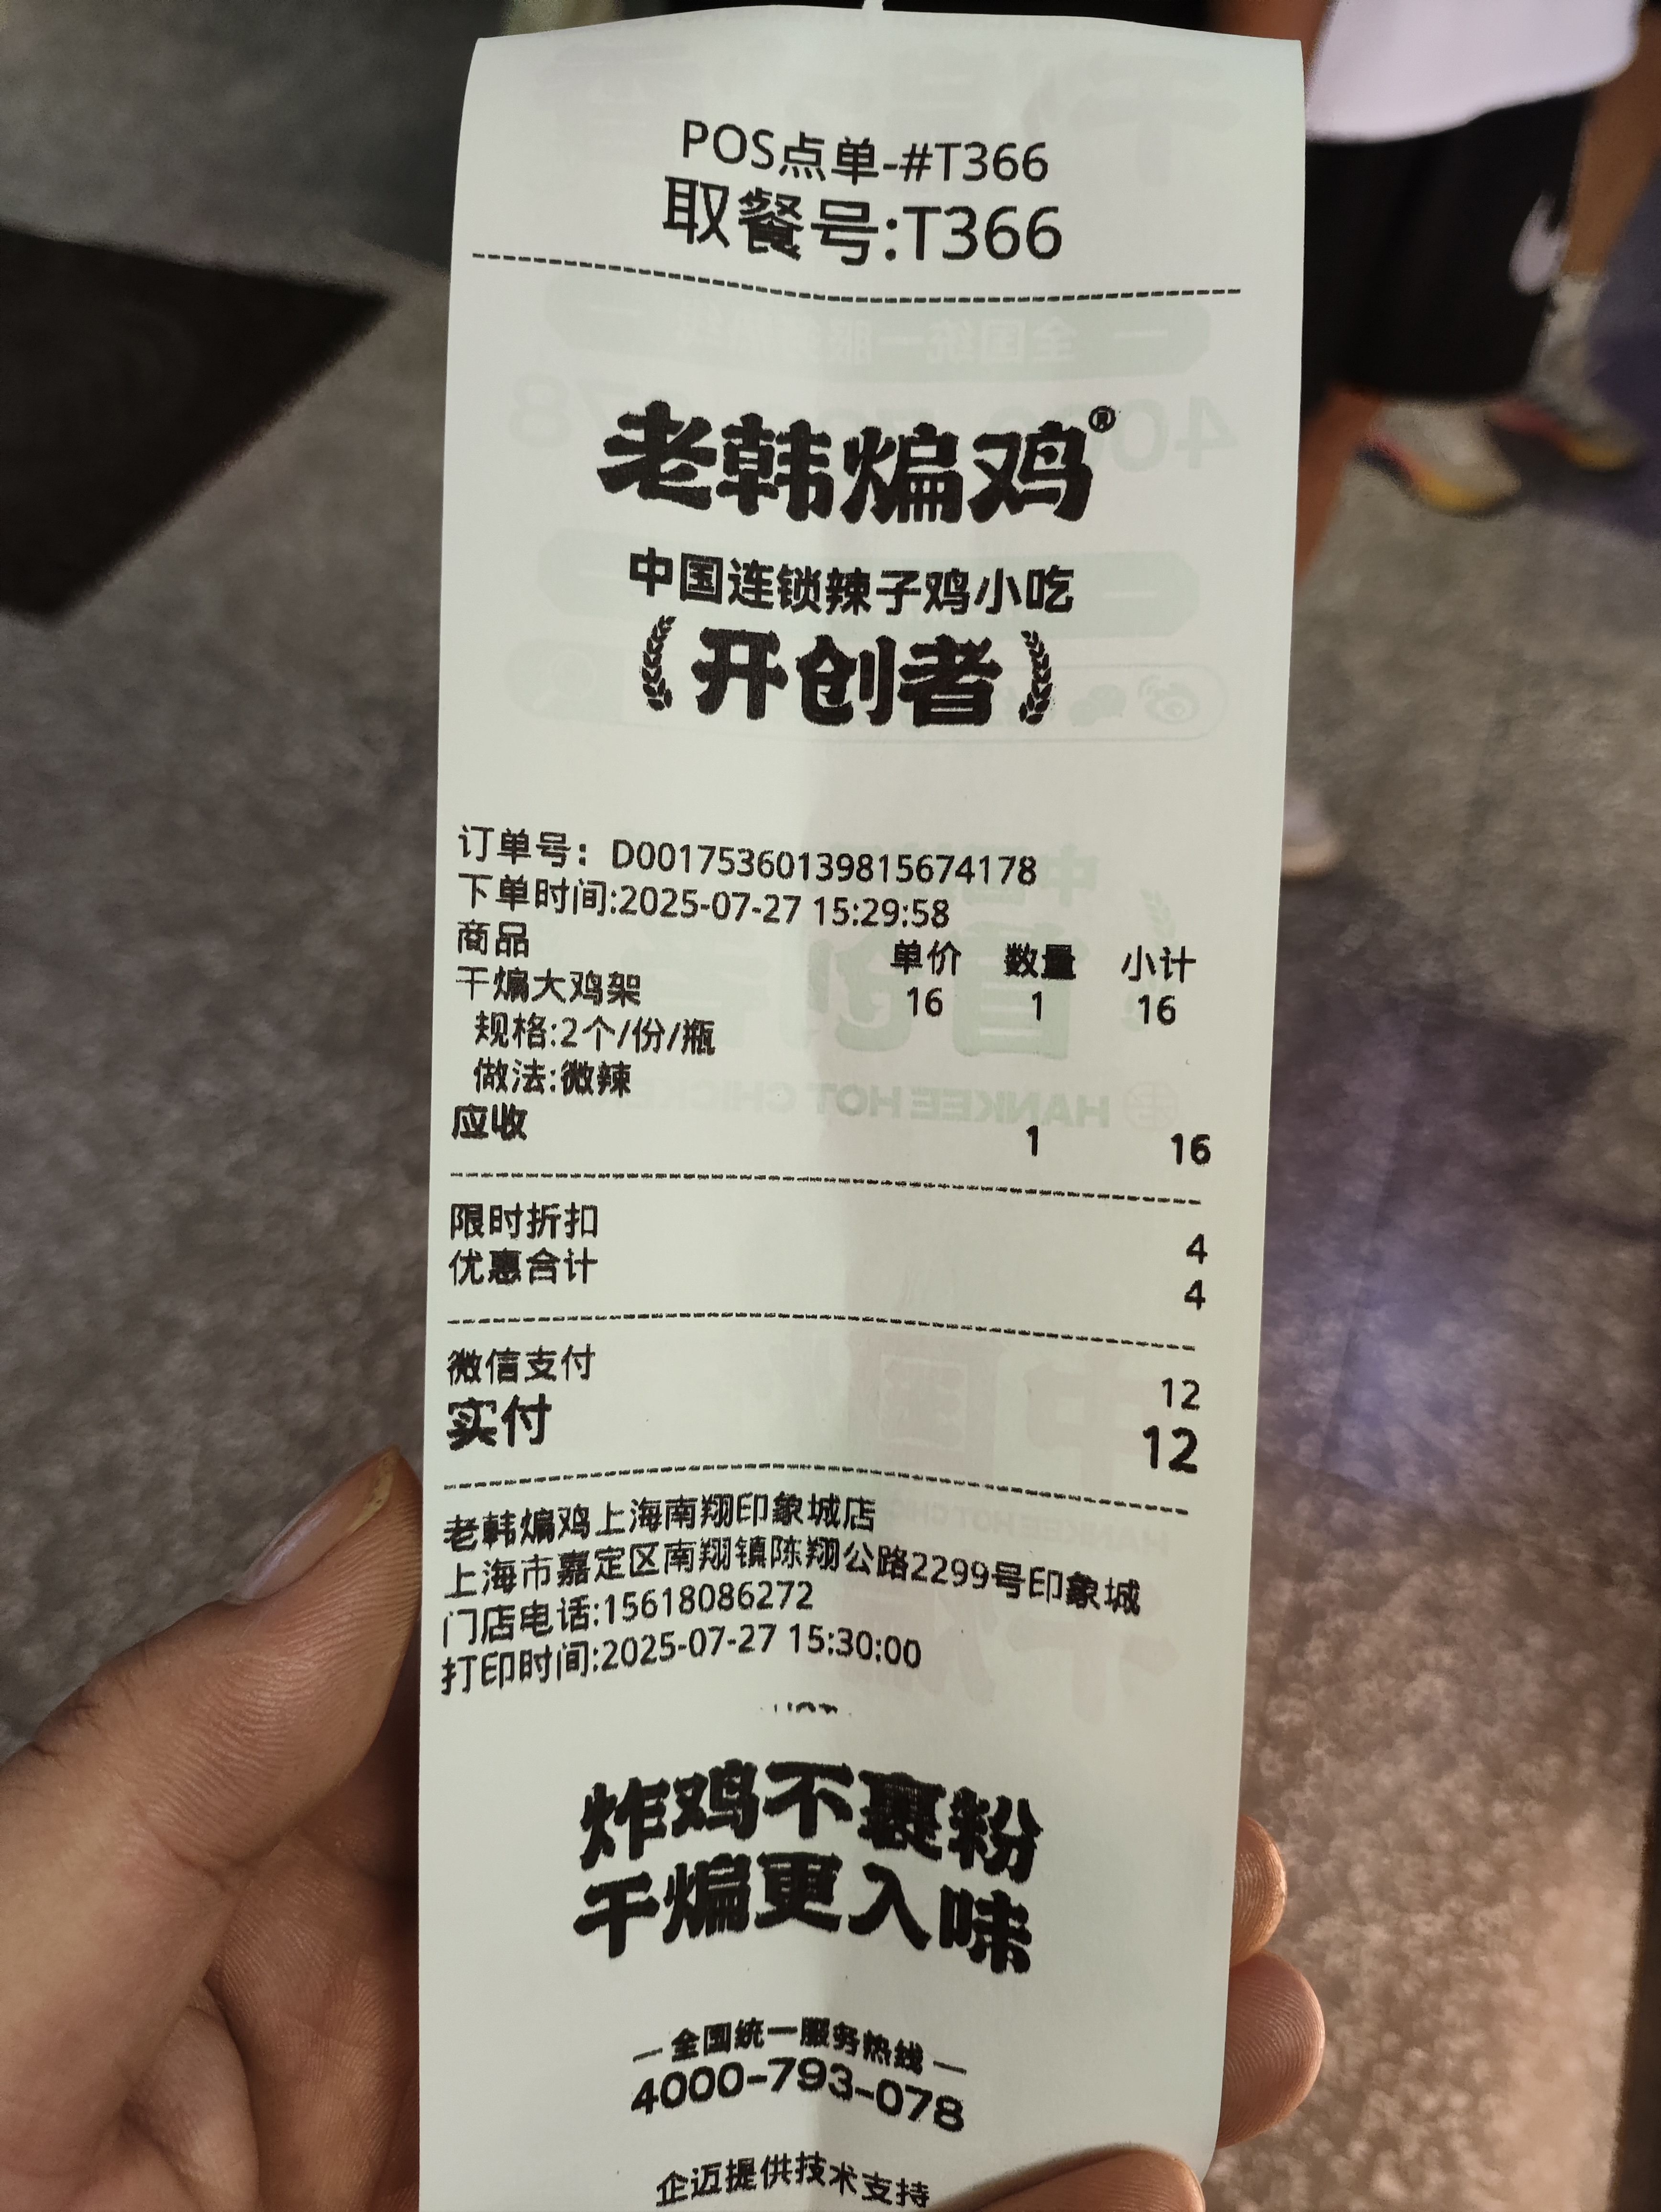 POS点单-#T366
取餐号:T366
老韩煸鸡®
中国连锁辣子鸡小吃
开创者
订单号：D00175360139815674178
下单时间:2025-07-27 15:29:58
商品 单价 数量 小计
干煸大鸡架 16 1 16
规格:2个/份/瓶
做法:微辣
应收 1 16
限时折扣 4
优惠合计 4
微信支付 12
实付 12
老韩煸鸡上海南翔印象城店
上海市嘉定区南翔镇陈翔公路2299号印象城
门店电话:15618086272
打印时间:2025-07-27 15:30:00
炸鸡不裹粉
干煸更入味
— 全国统一服务热线 —
4000-793-078
企迈提供技术支持